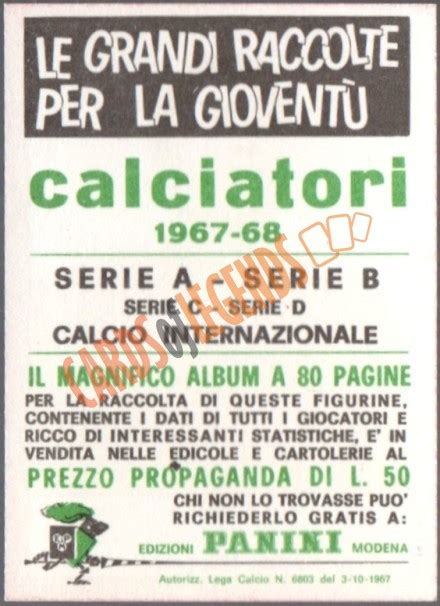 LE GRANDI RACCOLTE
PER LA GIOVENTÙ
calciatori
1967-68
SERIE A - SERIE B
SERIE C - SERIE D
CALCIO INTERNAZIONALE
CARDS of LEGENDS
IL MAGNIFICO ALBUM A 80 PAGINE
PER LA RACCOLTA DI QUESTE FIGURINE,
CONTENENTE I DATI DI TUTTI I GIOCATORI E
RICCO DI INTERESSANTI STATISTICHE, E' IN
VENDITA NELLE EDICOLE E CARTOLERIE AL
PREZZO PROPAGANDA DI L. 50
CHI NON LO TROVASSE PUO'
RICHIEDERLO GRATIS A:
EDIZIONI PANINI MODENA
Autorizz. Lega Calcio N. 6803 del 3-10-1967